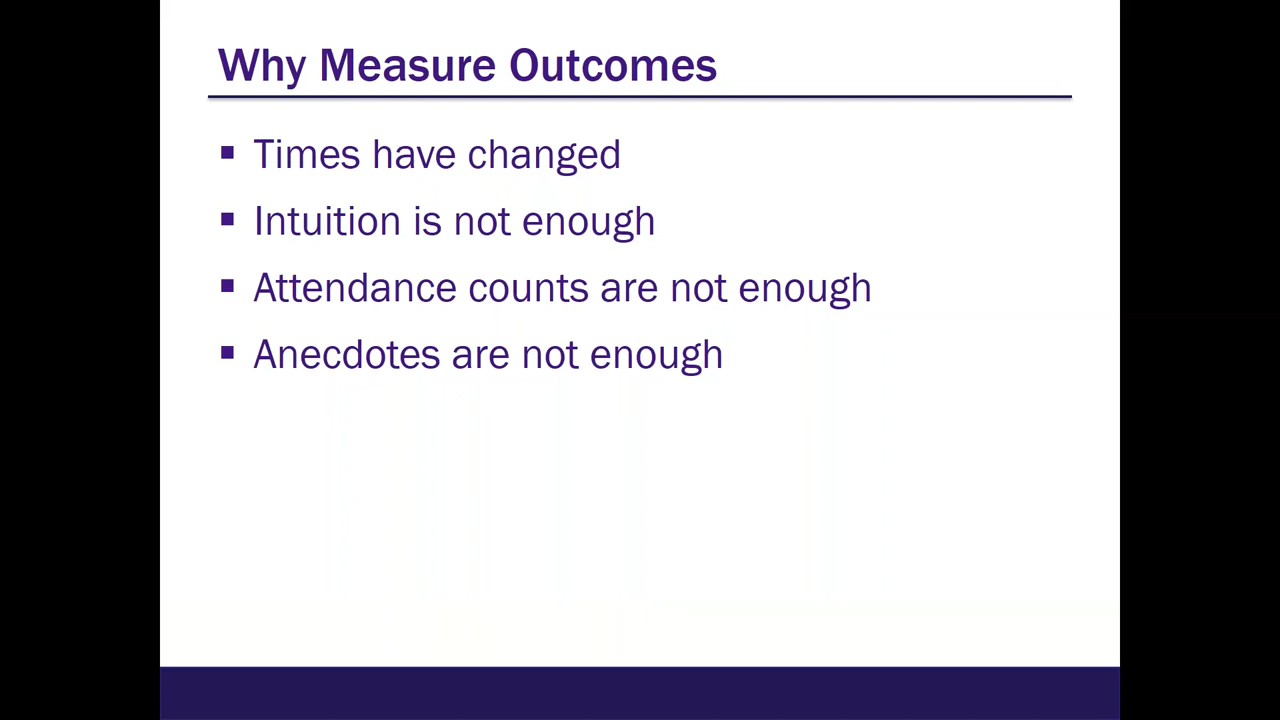 Why Measure Outcomes
▪ Times have changed
▪ Intuition is not enough
▪ Attendance counts are not enough
▪ Anecdotes are not enough